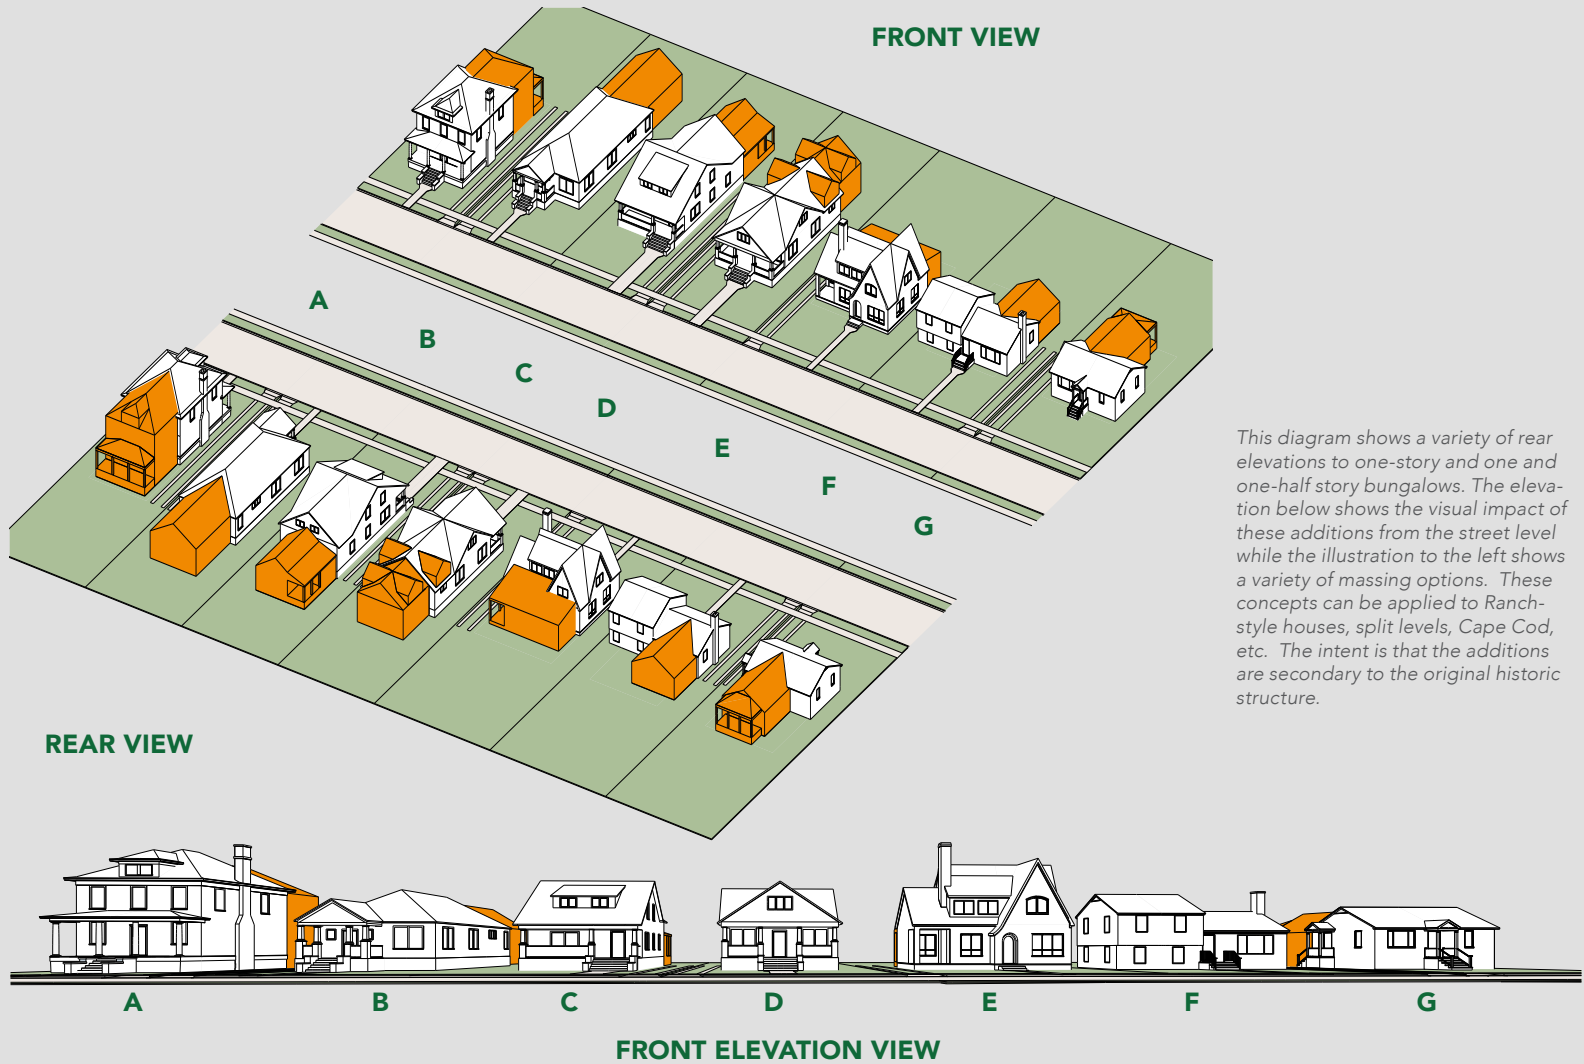 FRONT VIEW
A
B
C
D
E
F
G
This diagram shows a variety of rear
elevations to one-story and one and
one-half story bungalows. The eleva-
tion below shows the visual impact of
these additions from the street level
while the illustration to the left shows
a variety of massing options.  These
concepts can be applied to Ranch-
style houses, split levels, Cape Cod,
etc.  The intent is that the additions
are secondary to the original historic
structure.
REAR VIEW
A B C D E F G
FRONT ELEVATION VIEW